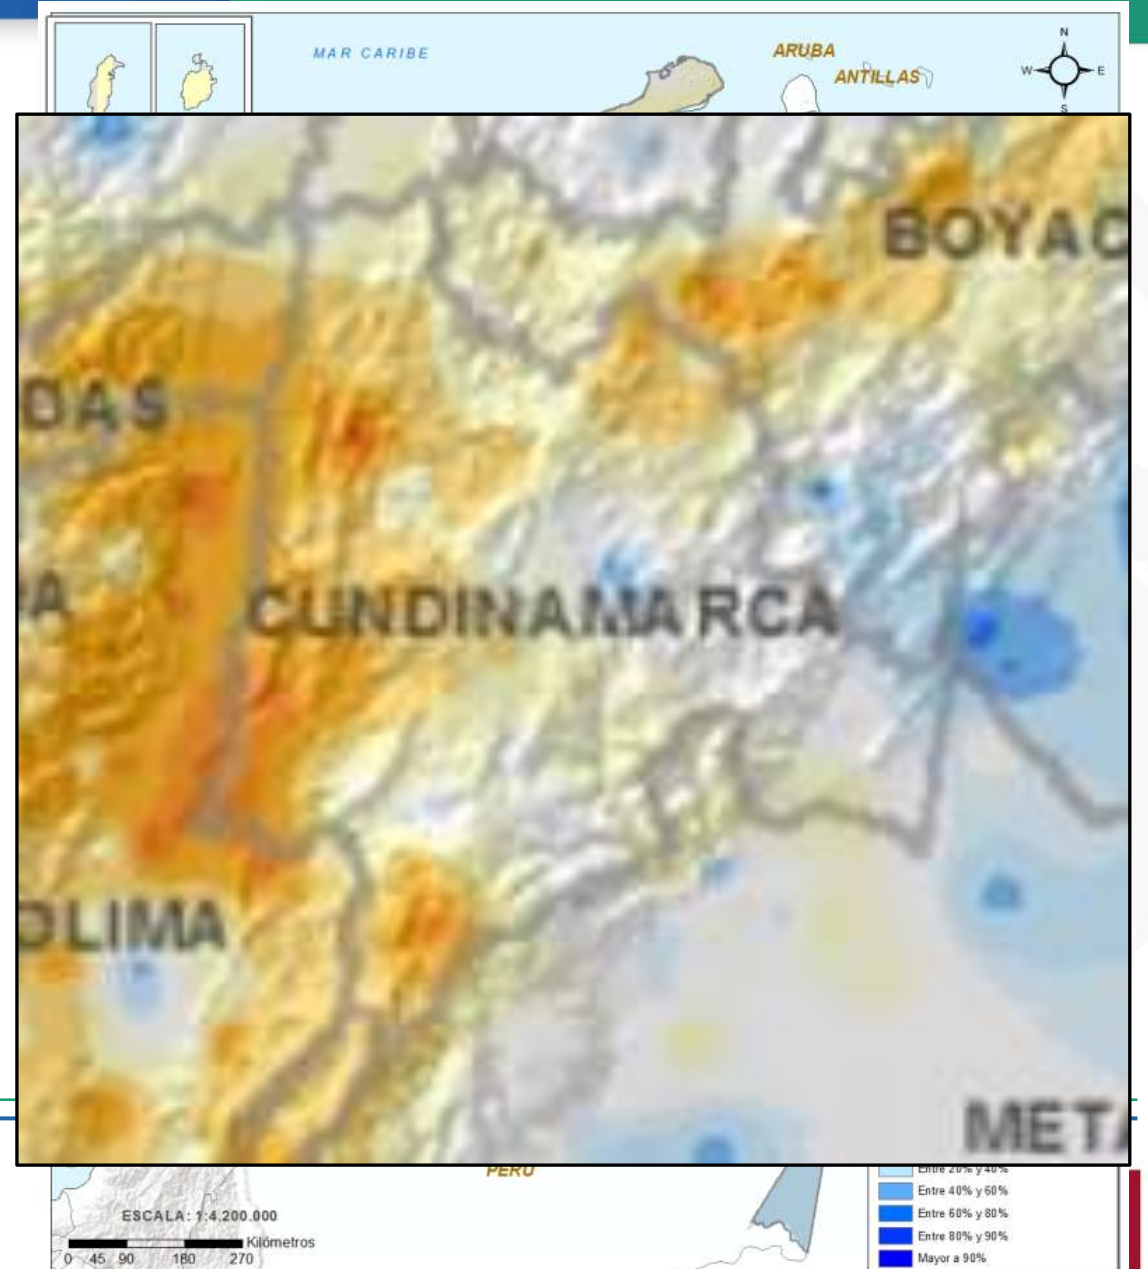 MAR CARIBE
ARUBA
ANTILLAS
N
W E
S
BOYAC
DAS
CUNDINAMARCA
OLIMA
META
PERU
Entre 20% y 40%
Entre 40% y 60%
Entre 60% y 80%
Entre 80% y 90%
Mayor a 90%
ESCALA: 1:4.200.000
Kilómetros
0 45 90 180 270